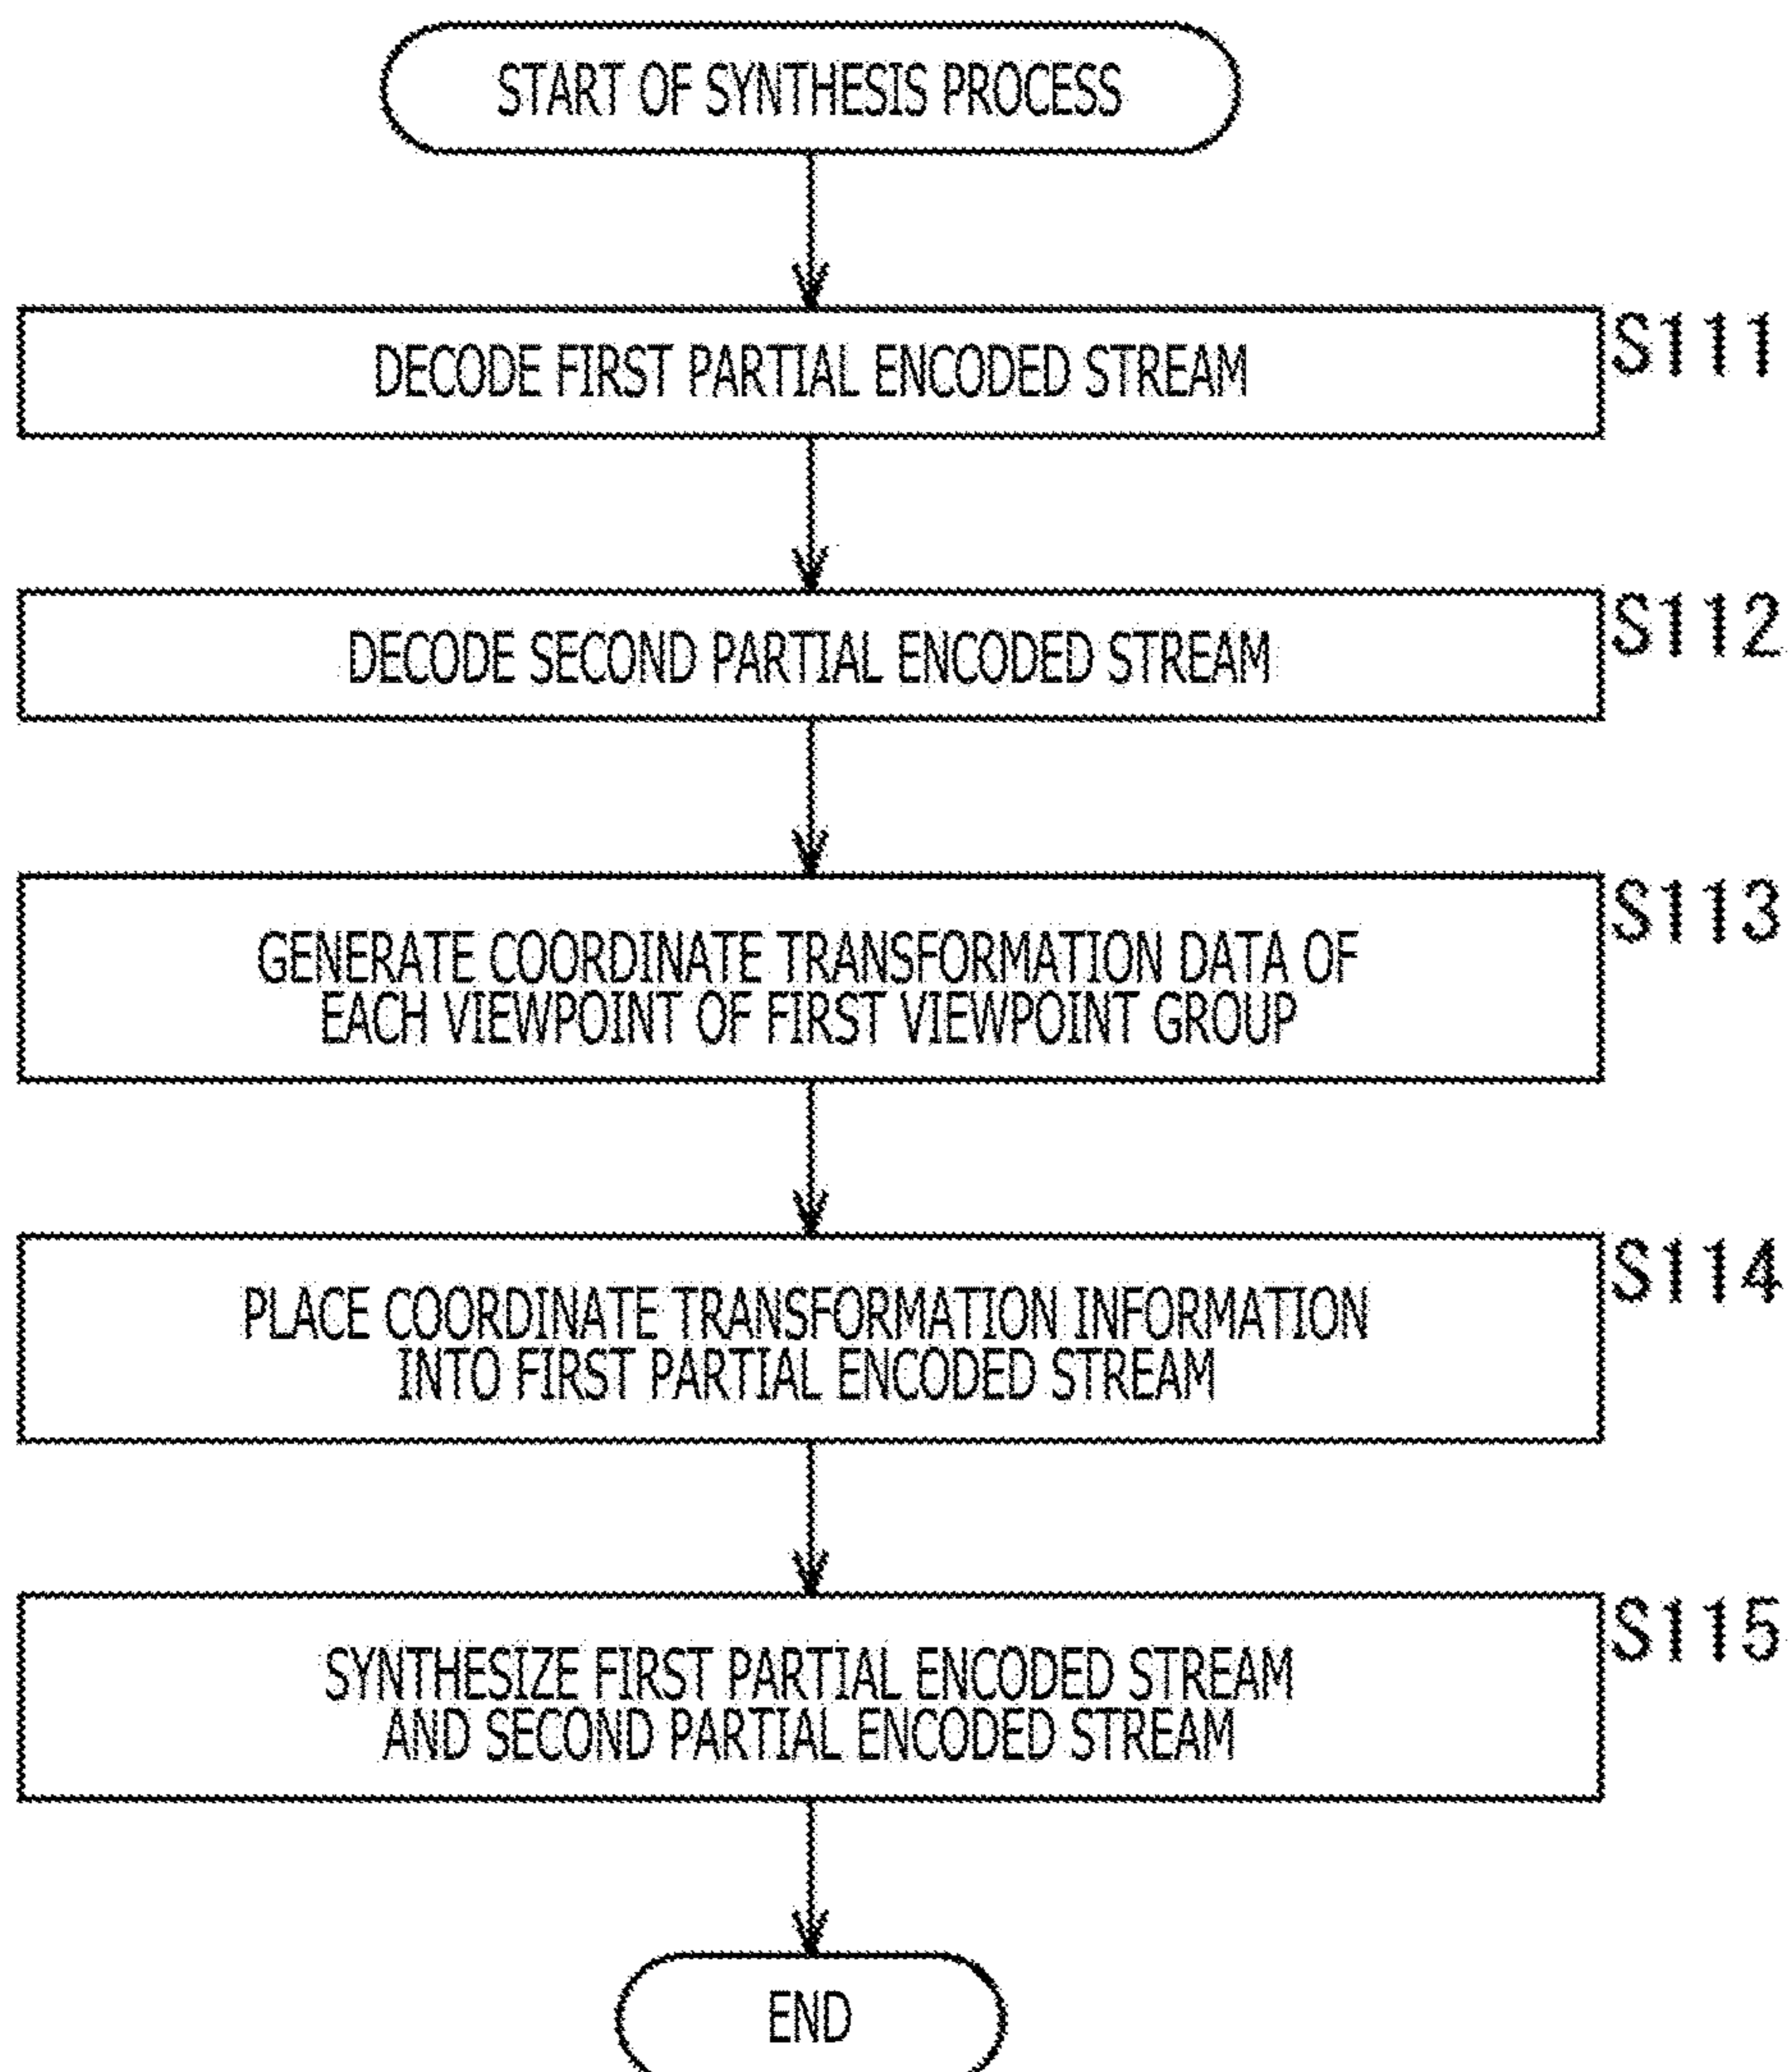 START OF SYNTHESIS PROCESS
DECODE FIRST PARTIAL ENCODED STREAM
S111
DECODE SECOND PARTIAL ENCODED STREAM
S112
GENERATE COORDINATE TRANSFORMATION DATA OF
EACH VIEWPOINT OF FIRST VIEWPOINT GROUP
S113
PLACE COORDINATE TRANSFORMATION INFORMATION
INTO FIRST PARTIAL ENCODED STREAM
S114
SYNTHESIZE FIRST PARTIAL ENCODED STREAM
AND SECOND PARTIAL ENCODED STREAM
S115
END